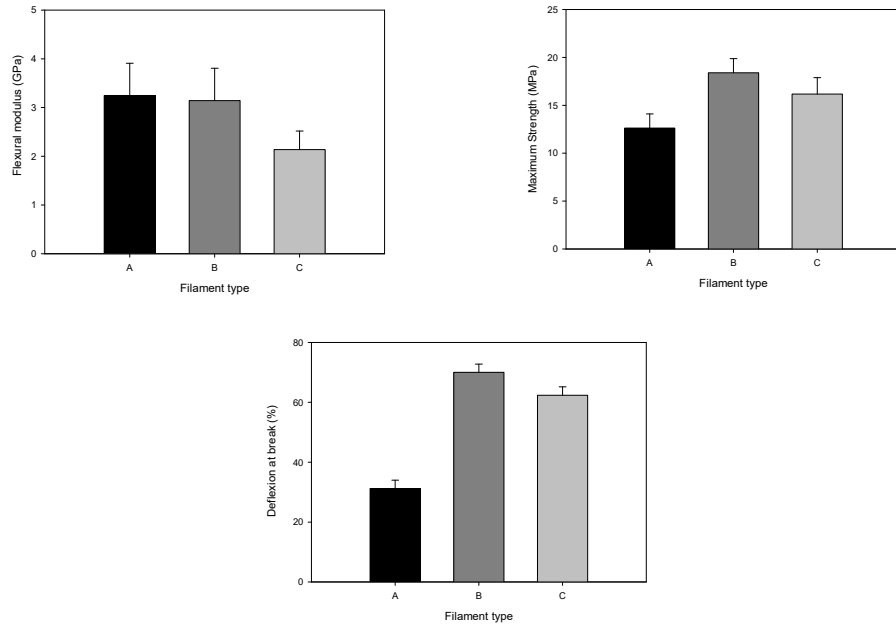 Flexural modulus (GPa)
5
4
3
2
1
0
A B C
Filament type
Maximum Strength (MPa)
25
20
15
10
5
0
A B C
Filament type
Deflexion at break (%)
80
60
40
20
0
A B C
Filament type